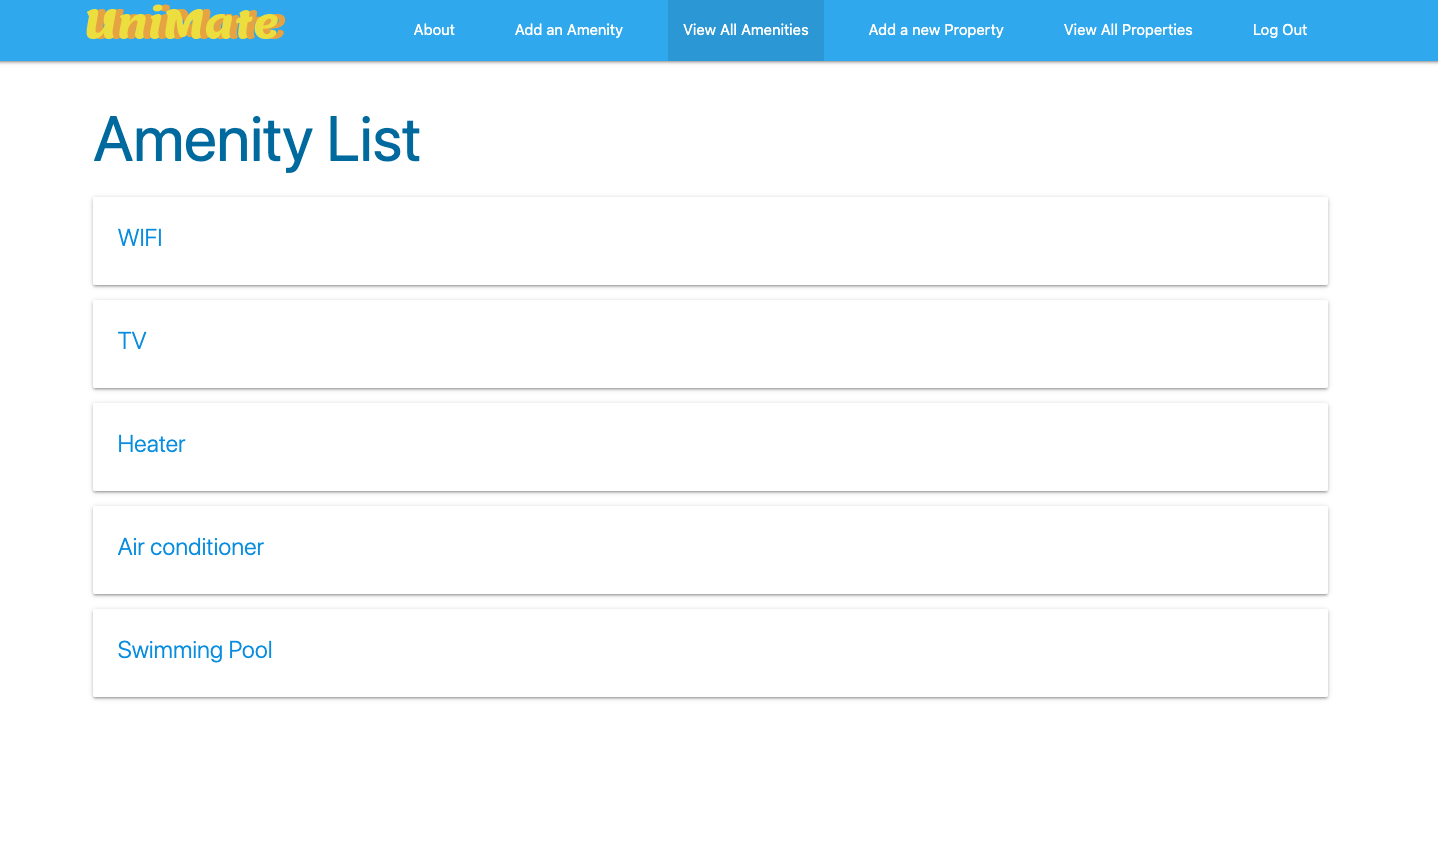 UniMate
About
Add an Amenity
View All Amenities
Add a new Property
View All Properties
Log Out
Amenity List
WIFI
TV
Heater
Air conditioner
Swimming Pool